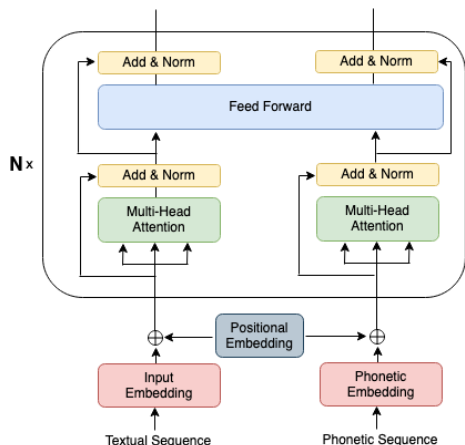 Add & Norm
Add & Norm
Feed Forward
N x
Add & Norm
Add & Norm
Multi-Head
Attention
Multi-Head
Attention
Positional
Embedding
Input
Embedding
Phonetic
Embedding
Textual Sequence
Phonetic Sequence